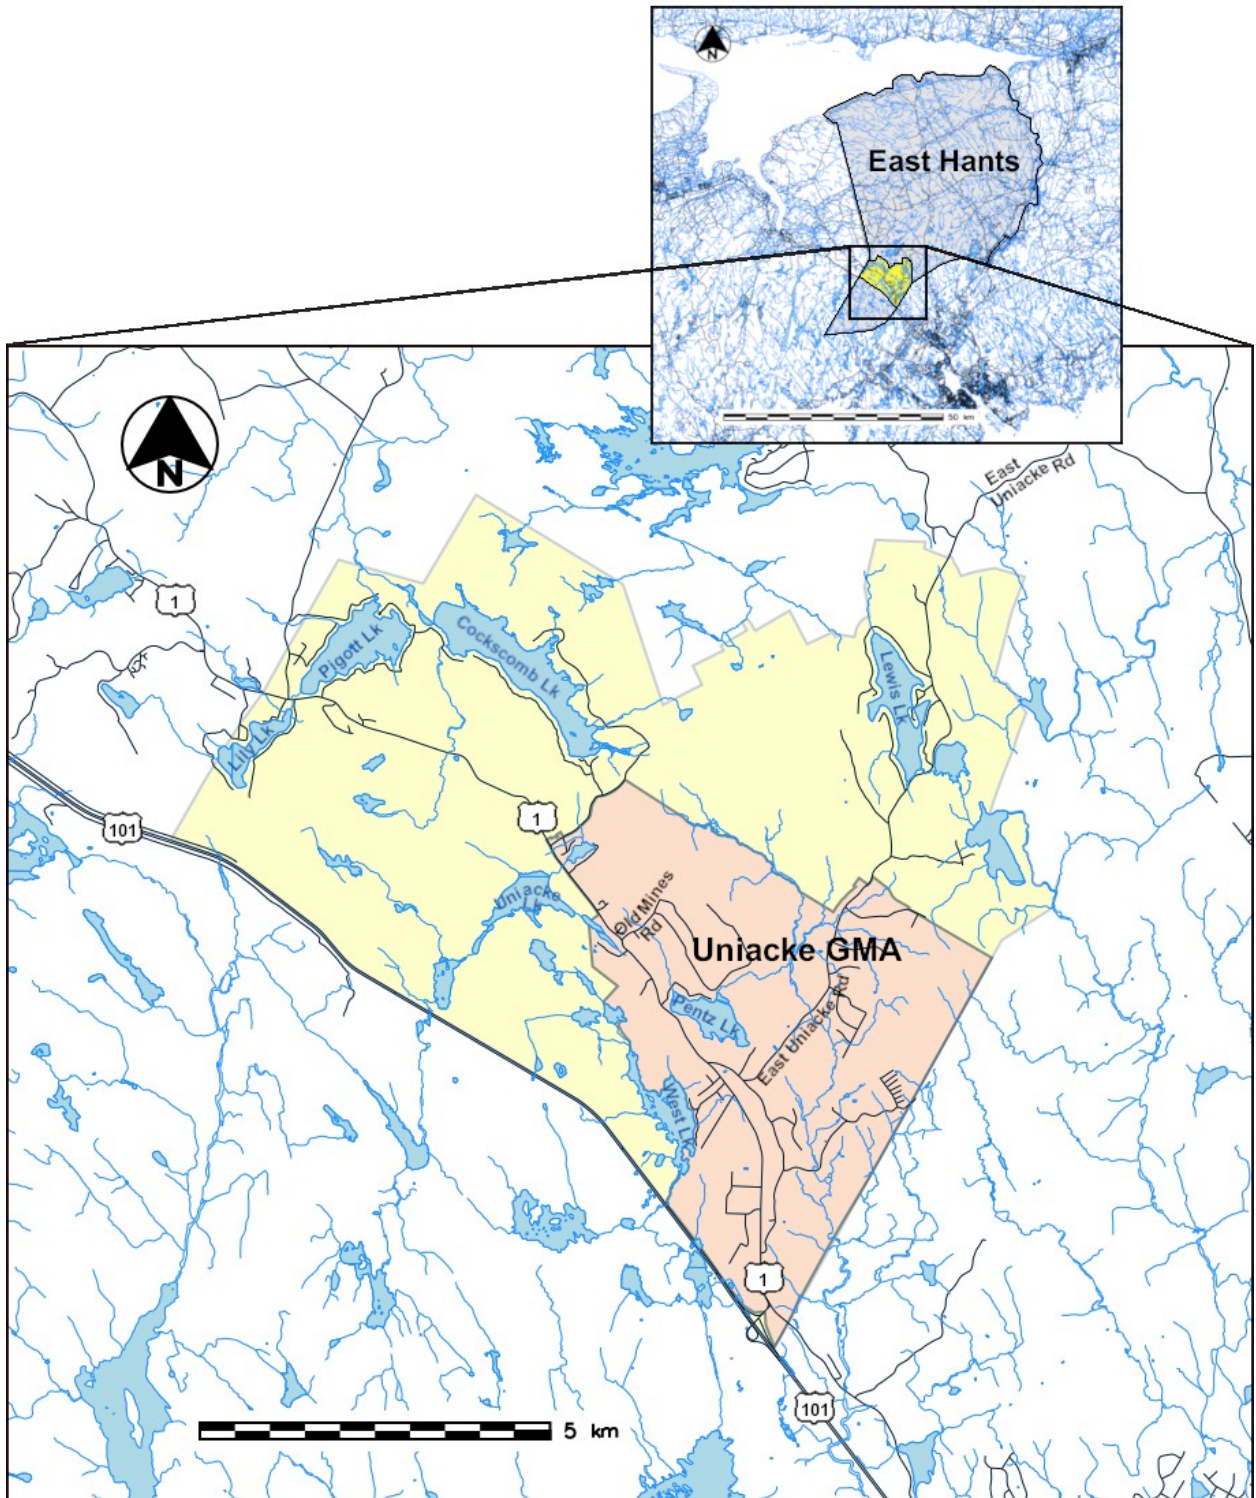 N
East Hants
50 km
N
East
Uniacke Rd
1
Pigott Lk
Cockscomb Lk
Lewis Lk
Lily Lk
101
1
Uniacke
Lk
Old Mines
Rd
Uniacke GMA
Pentz Lk
East Uniacke Rd
West Lk
1
101
5 km